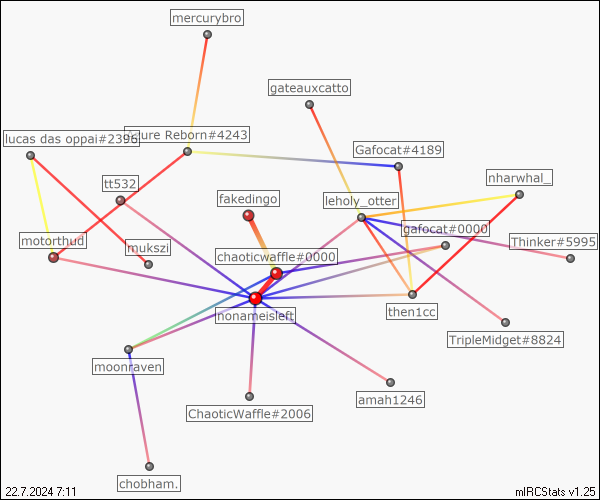 mercurybro
gateauxcatto
lucas das oppai#2396
Azure Reborn#4243
Gafocat#4189
tt532
nharwhal_
fakedingo
leholy_otter
gafocat#0000
motorthud
mukszi
Thinker#5995
chaoticwaffle#0000
nonameisleft
then1cc
TripleMidget#8824
moonraven
amah1246
ChaoticWaffle#2006
chobham.
22.7.2024 7:11
mIRCStats v1.25